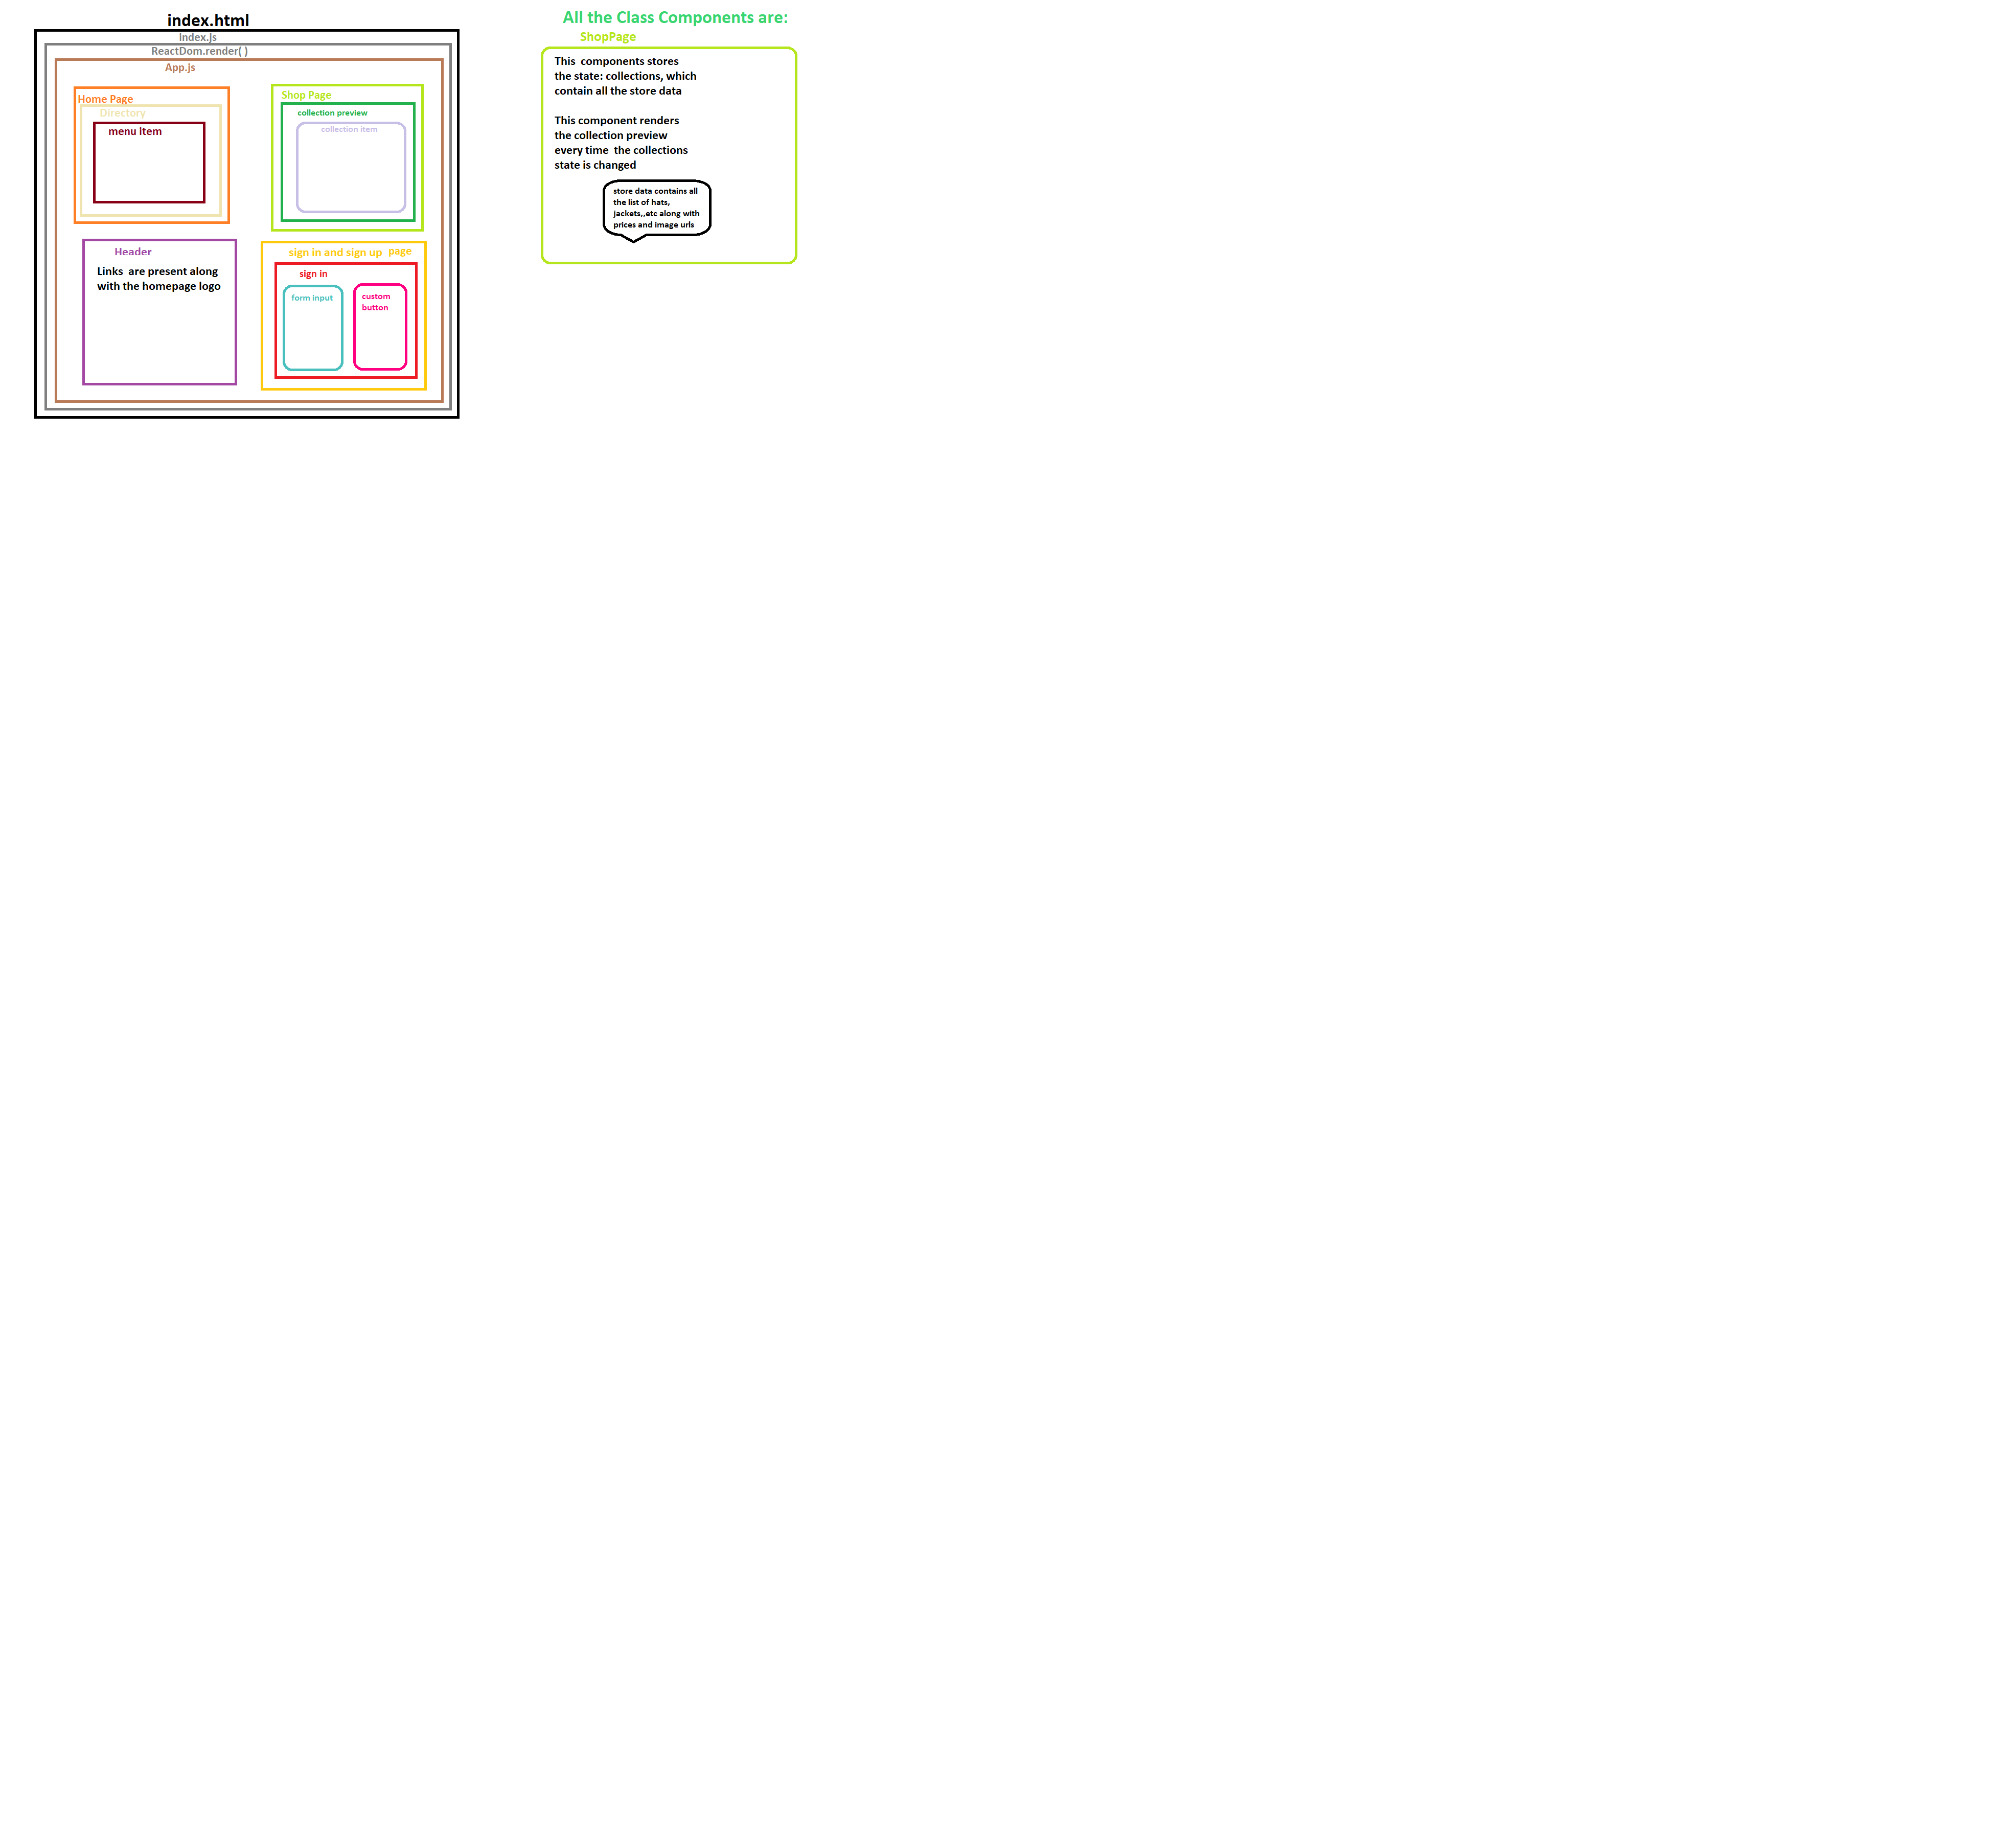 index.html
index.js
ReactDom.render( )
App.js
Home Page
Directory
menu item
Shop Page
collection preview
collection item
Header
Links  are present along
with the homepage logo
sign in and sign up  page
sign in
form input
custom
button
All the Class Components are:
ShopPage
This  components stores
the state: collections, which
contain all the store data
This component renders
the collection preview
every time  the collections
state is changed
store data contains all
the list of hats,
jackets,,etc along with
prices and image urls